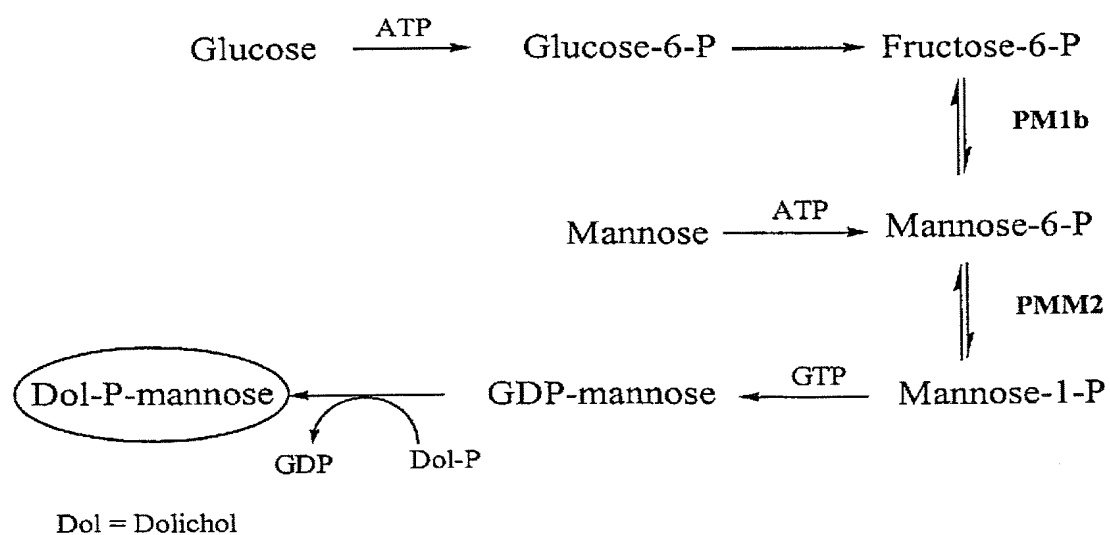 ATP
Glucose Glucose-6-P Fructose-6-P
PM1b
ATP
Mannose Mannose-6-P
PMM2
GTP
Dol-P-mannose GDP-mannose Mannose-1-P
GDP Dol-P
Dol = Dolichol